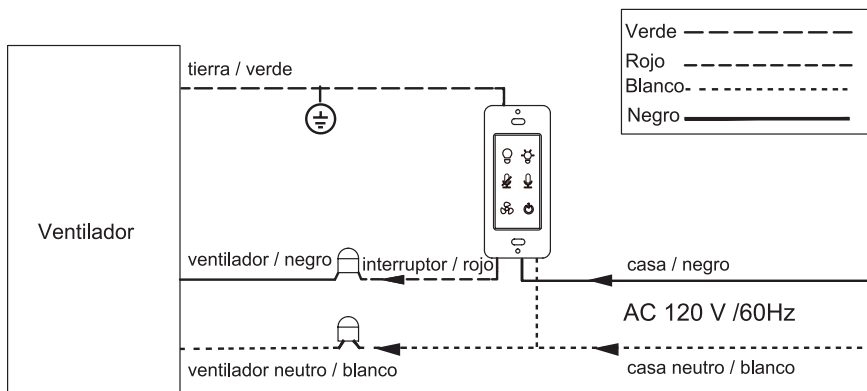 Verde
Rojo
Blanco
Negro
tierra / verde
Ventilador
ventilador / negro
interruptor / rojo
casa / negro
AC 120 V /60Hz
ventilador neutro / blanco
casa neutro / blanco